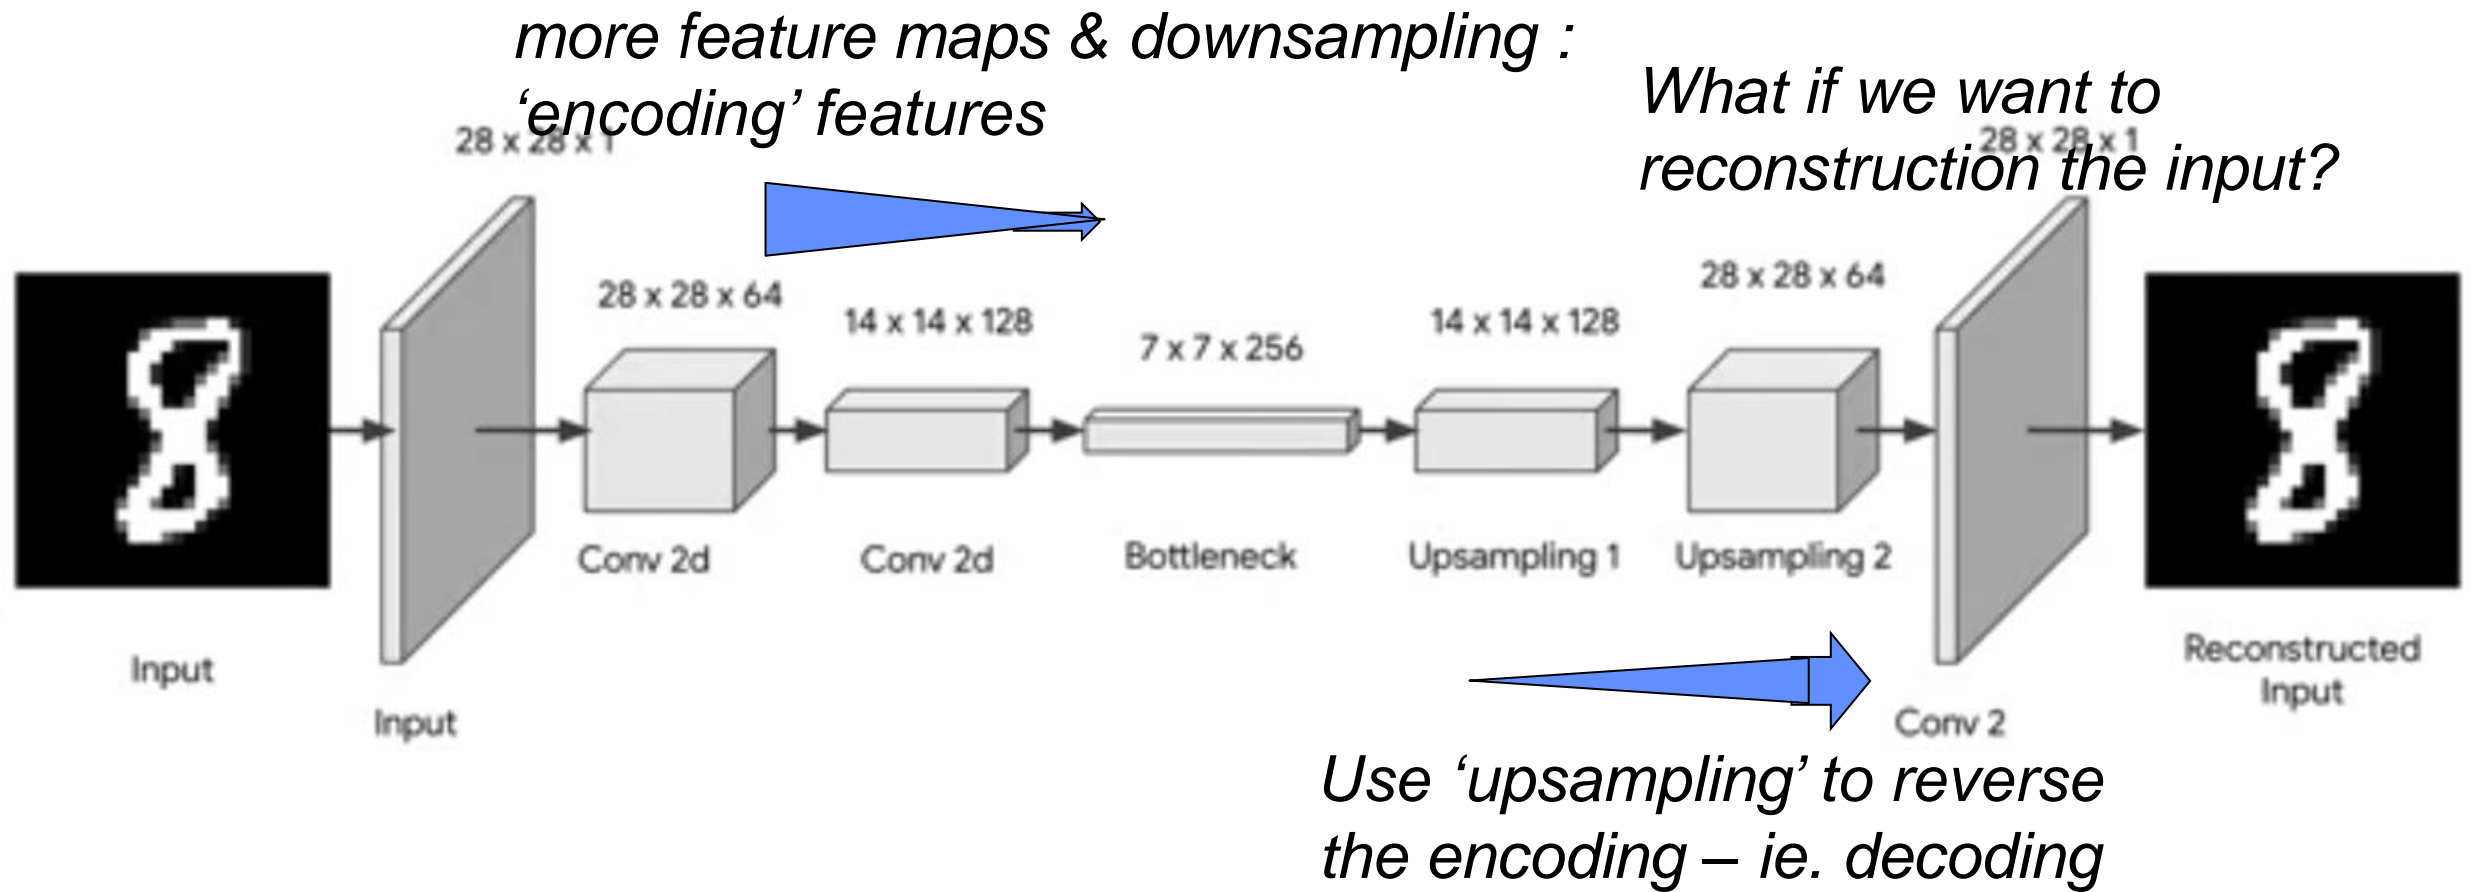 more feature maps & downsampling :
‘encoding’ features
What if we want to
reconstruction the input?
28 x 28 x 1
28 x 28 x 1
28 x 28 x 64
14 x 14 x 128
7 x 7 x 256
14 x 14 x 128
28 x 28 x 64
Conv 2d
Conv 2d
Bottleneck
Upsampling 1
Upsampling 2
Input
Input
Conv 2
Reconstructed
Input
Use ‘upsampling’ to reverse
the encoding – ie. decoding